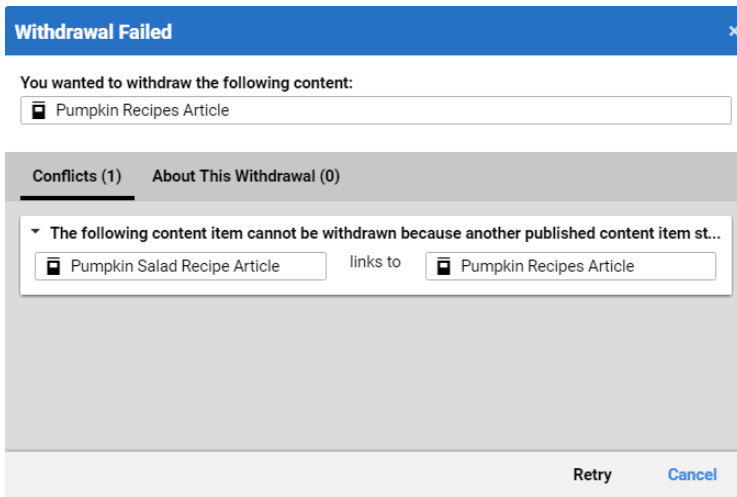 Withdrawal Failed
You wanted to withdraw the following content:
Pumpkin Recipes Article
Conflicts (1) About This Withdrawal (0)
The following content item cannot be withdrawn because another published content item st...
Pumpkin Salad Recipe Article links to Pumpkin Recipes Article
Retry Cancel